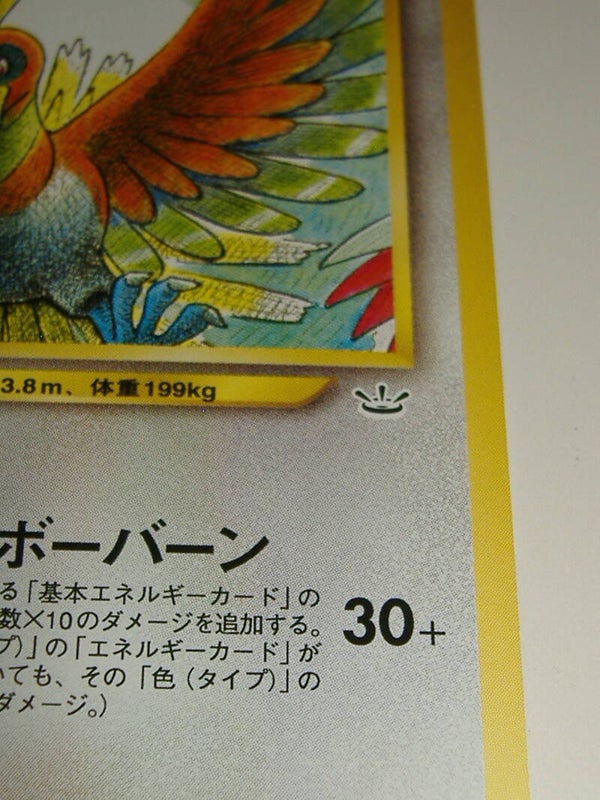 3.8m、体重199kg
ボーバーン
る「基本エネルギーカード」の
数×10のダメージを追加する。
プ)」の「エネルギーカード」が
いても、その「色(タイプ)」の
ダメージ。)
30+